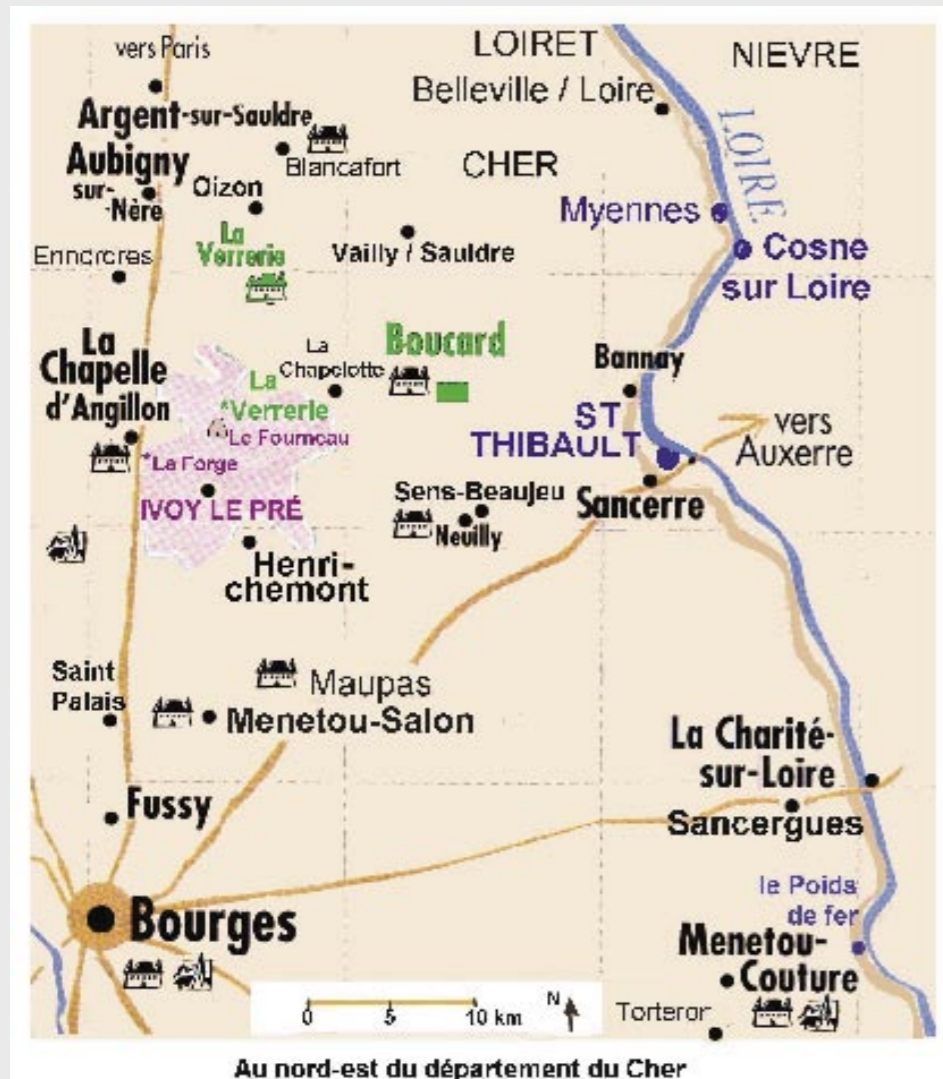 vers Paris
LOIRET
NIEVRE
Belleville / Loire
Argent-sur-Sauldre
Blancafort
Aubigny
sur-
-Nère
CHER
LOIRE
Oizon
Myennes
La
Verrerie
Vailly / Sauldre
Cosne
sur Loire
Ennordres
La
Chapelle
d'Angillon
La
Chapelotte
Boucard
Bannay
La
*Verrerie
Le Fourneau
*La Forge
ST
THIBAULT
vers
Auxerre
IVOY LE PRÉ
Sens-Beaujeu
Neuilly
Sancerre
Henri-
chemont
Saint
Palais
Maupas
Menetou-Salon
La Charité-
sur-Loire
Fussy
Sancergues
Bourges
le Poids
de fer
Menetou-
Couture
Torteron
0 5 10 km
N
Au nord-est du département du Cher